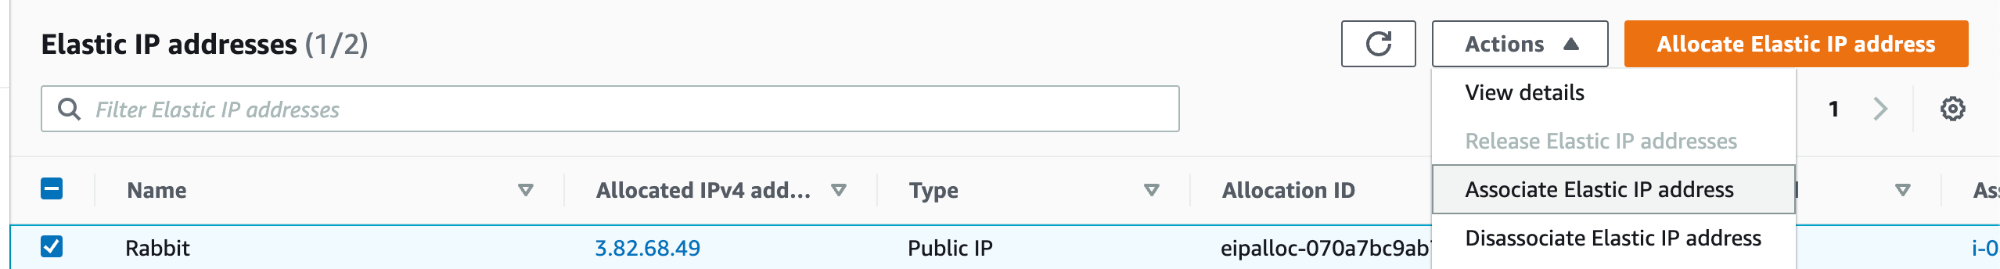 Elastic IP addresses (1/2)
Actions
Allocate Elastic IP address
Filter Elastic IP addresses
View details
1
Release Elastic IP addresses
Associate Elastic IP address
Disassociate Elastic IP address
Name
Allocated IPv4 add...
Type
Allocation ID
Rabbit
3.82.68.49
Public IP
eipalloc-070a7bc9ab
i-0